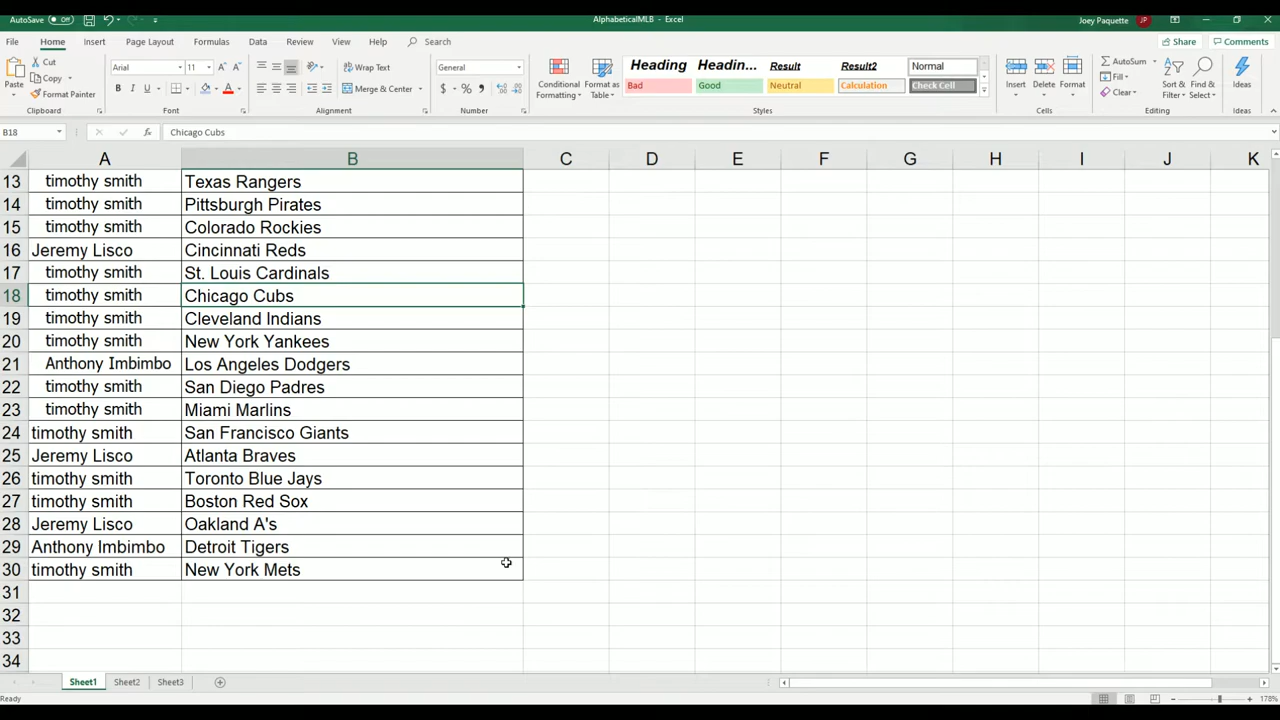 AutoSave Off AlphabeticalMLB - Excel Joey Paquette JP
File Home Insert Page Layout Formulas Data Review View Help Search Share Comments
Paste Cut Copy Format Painter Clipboard
Arial 11 B I U A A A Font
Wrap Text Merge & Center Alignment
General $ % , Number
Conditional Formatting Format as Table
Heading Headin... Result Result2 Normal
Bad Good Neutral Calculation Check Cell
Styles
Insert Delete Format Cells
AutoSum Fill Clear Sort & Filter Find & Select Editing
Ideas Ideas
B18 fx Chicago Cubs
A B C D E F G H I J K
13 timothy smith Texas Rangers
14 timothy smith Pittsburgh Pirates
15 timothy smith Colorado Rockies
16 Jeremy Lisco Cincinnati Reds
17 timothy smith St. Louis Cardinals
18 timothy smith Chicago Cubs
19 timothy smith Cleveland Indians
20 timothy smith New York Yankees
21 Anthony Imbimbo Los Angeles Dodgers
22 timothy smith San Diego Padres
23 timothy smith Miami Marlins
24 timothy smith San Francisco Giants
25 Jeremy Lisco Atlanta Braves
26 timothy smith Toronto Blue Jays
27 timothy smith Boston Red Sox
28 Jeremy Lisco Oakland A's
29 Anthony Imbimbo Detroit Tigers
30 timothy smith New York Mets
31
32
33
34
Sheet1 Sheet2 Sheet3
Ready 178%